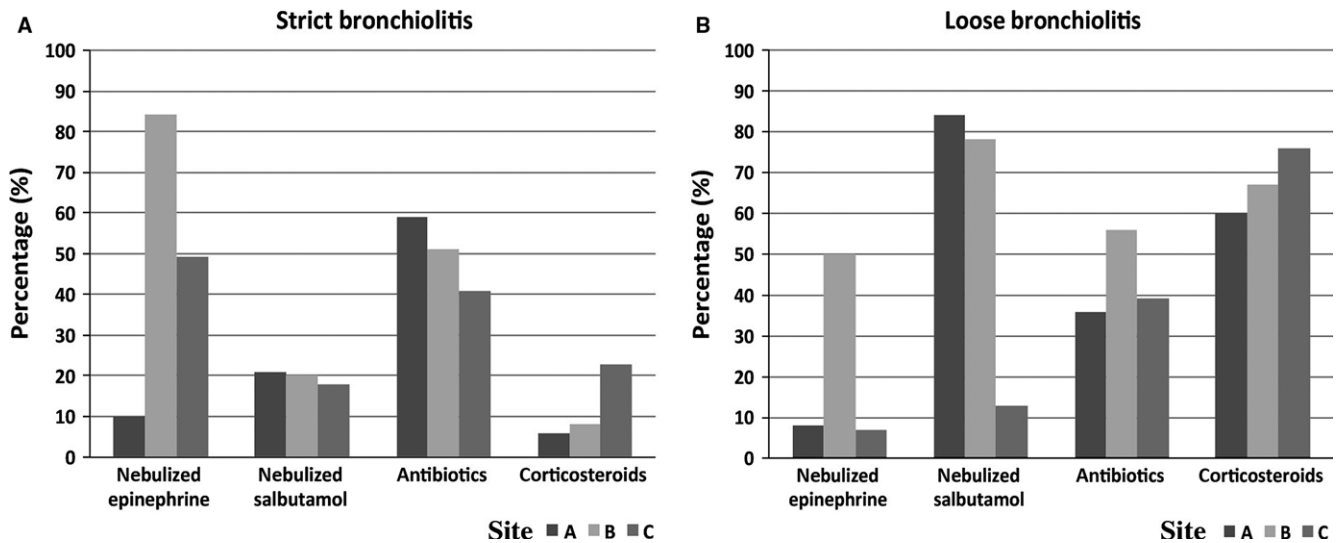 A
Strict bronchiolitis
Percentage (%)
100
90
80
70
60
50
40
30
20
10
0
Nebulized
epinephrine
Nebulized
salbutamol
Antibiotics
Corticosteroids
Site A B C
B
Loose bronchiolitis
Percentage (%)
100
90
80
70
60
50
40
30
20
10
0
Nebulized
epinephrine
Nebulized
salbutamol
Antibiotics
Corticosteroids
Site A B C